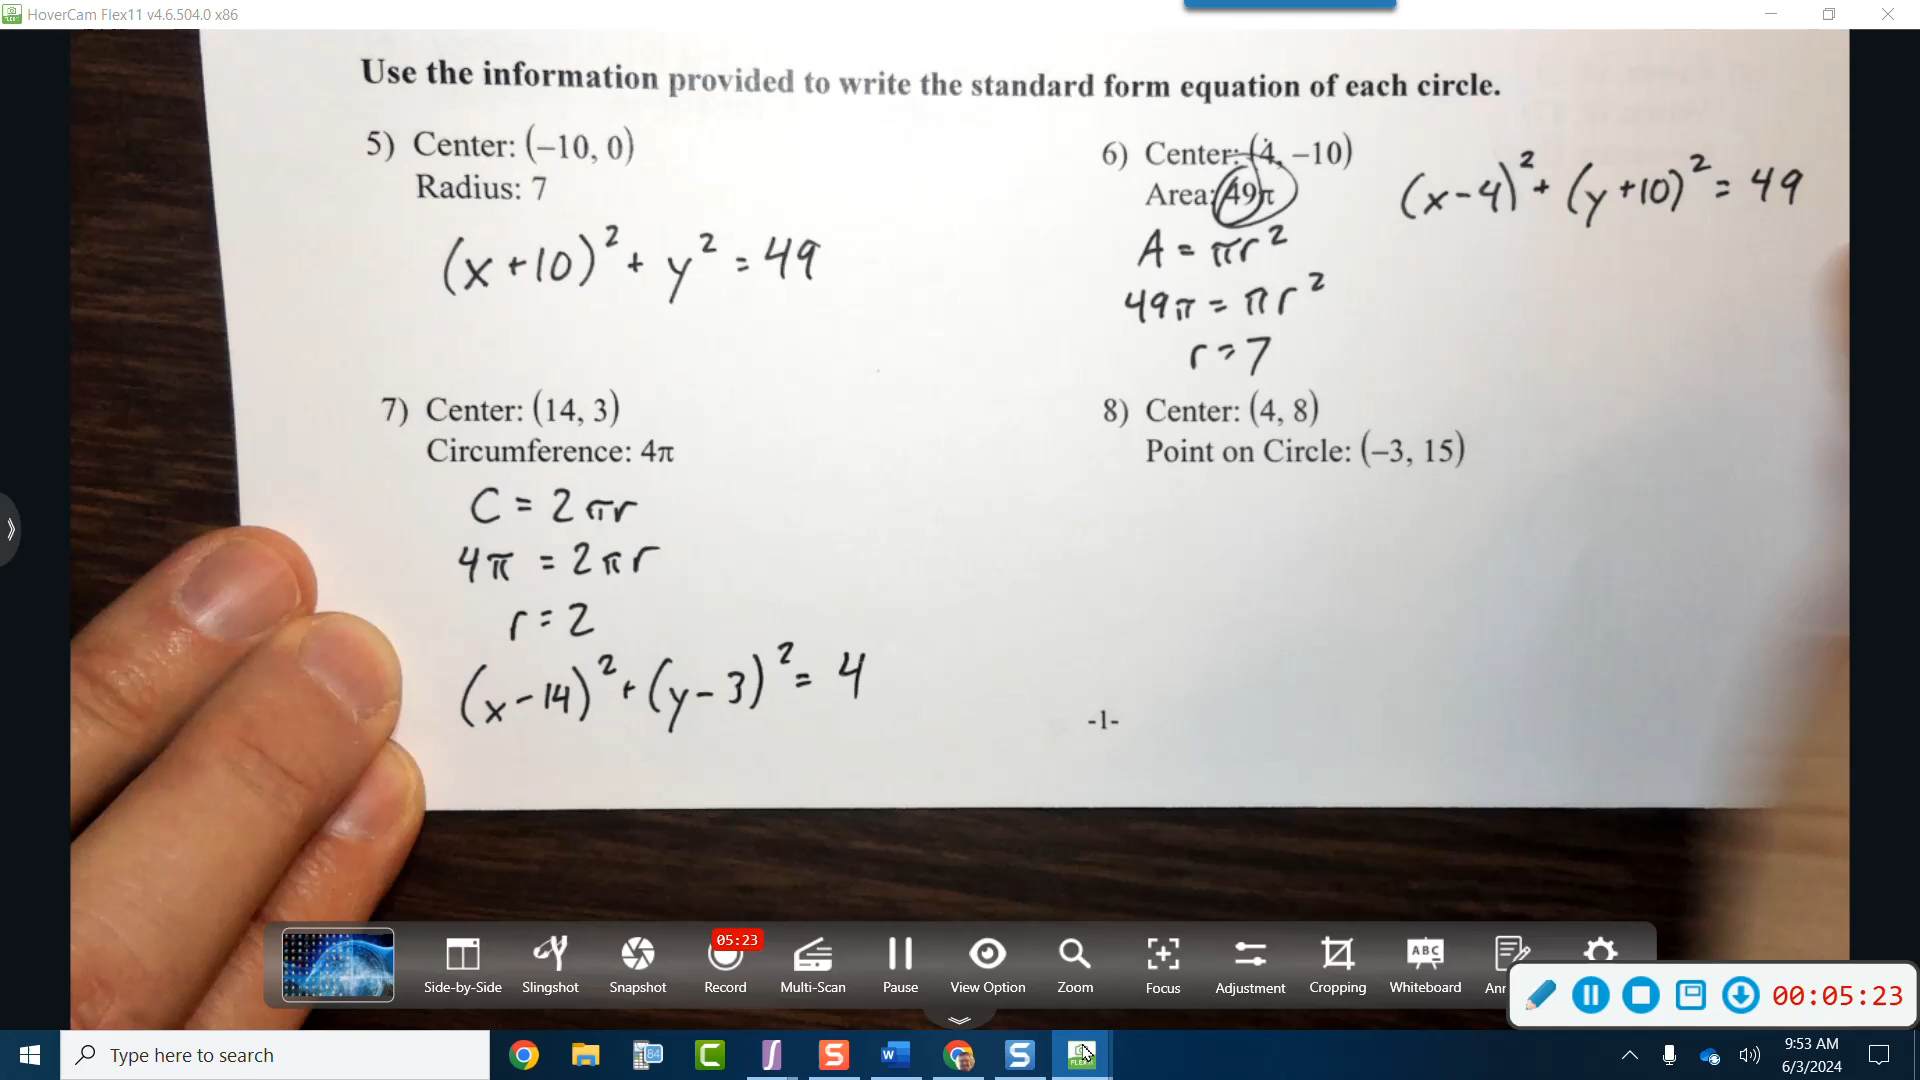 HoverCam Flex11 v4.6.504.0 x86
Use the information provided to write the standard form equation of each circle.
5) Center: (−10, 0)
Radius: 7
(x+10)² + y² = 49
6) Center: (4, −10)
Area: 49π
(x−4)² + (y+10)² = 49
A = πr²
49π = πr²
r = 7
7) Center: (14, 3)
Circumference: 4π
C = 2πr
4π = 2πr
r = 2
(x−14)² + (y−3)² = 4
8) Center: (4, 8)
Point on Circle: (−3, 15)
-1-
05:23
Side-by-Side Slingshot Snapshot Record Multi-Scan Pause View Option Zoom Focus Adjustment Cropping Whiteboard
ABC
00:05:23
Type here to search
84
FLEX
9:53 AM
6/3/2024